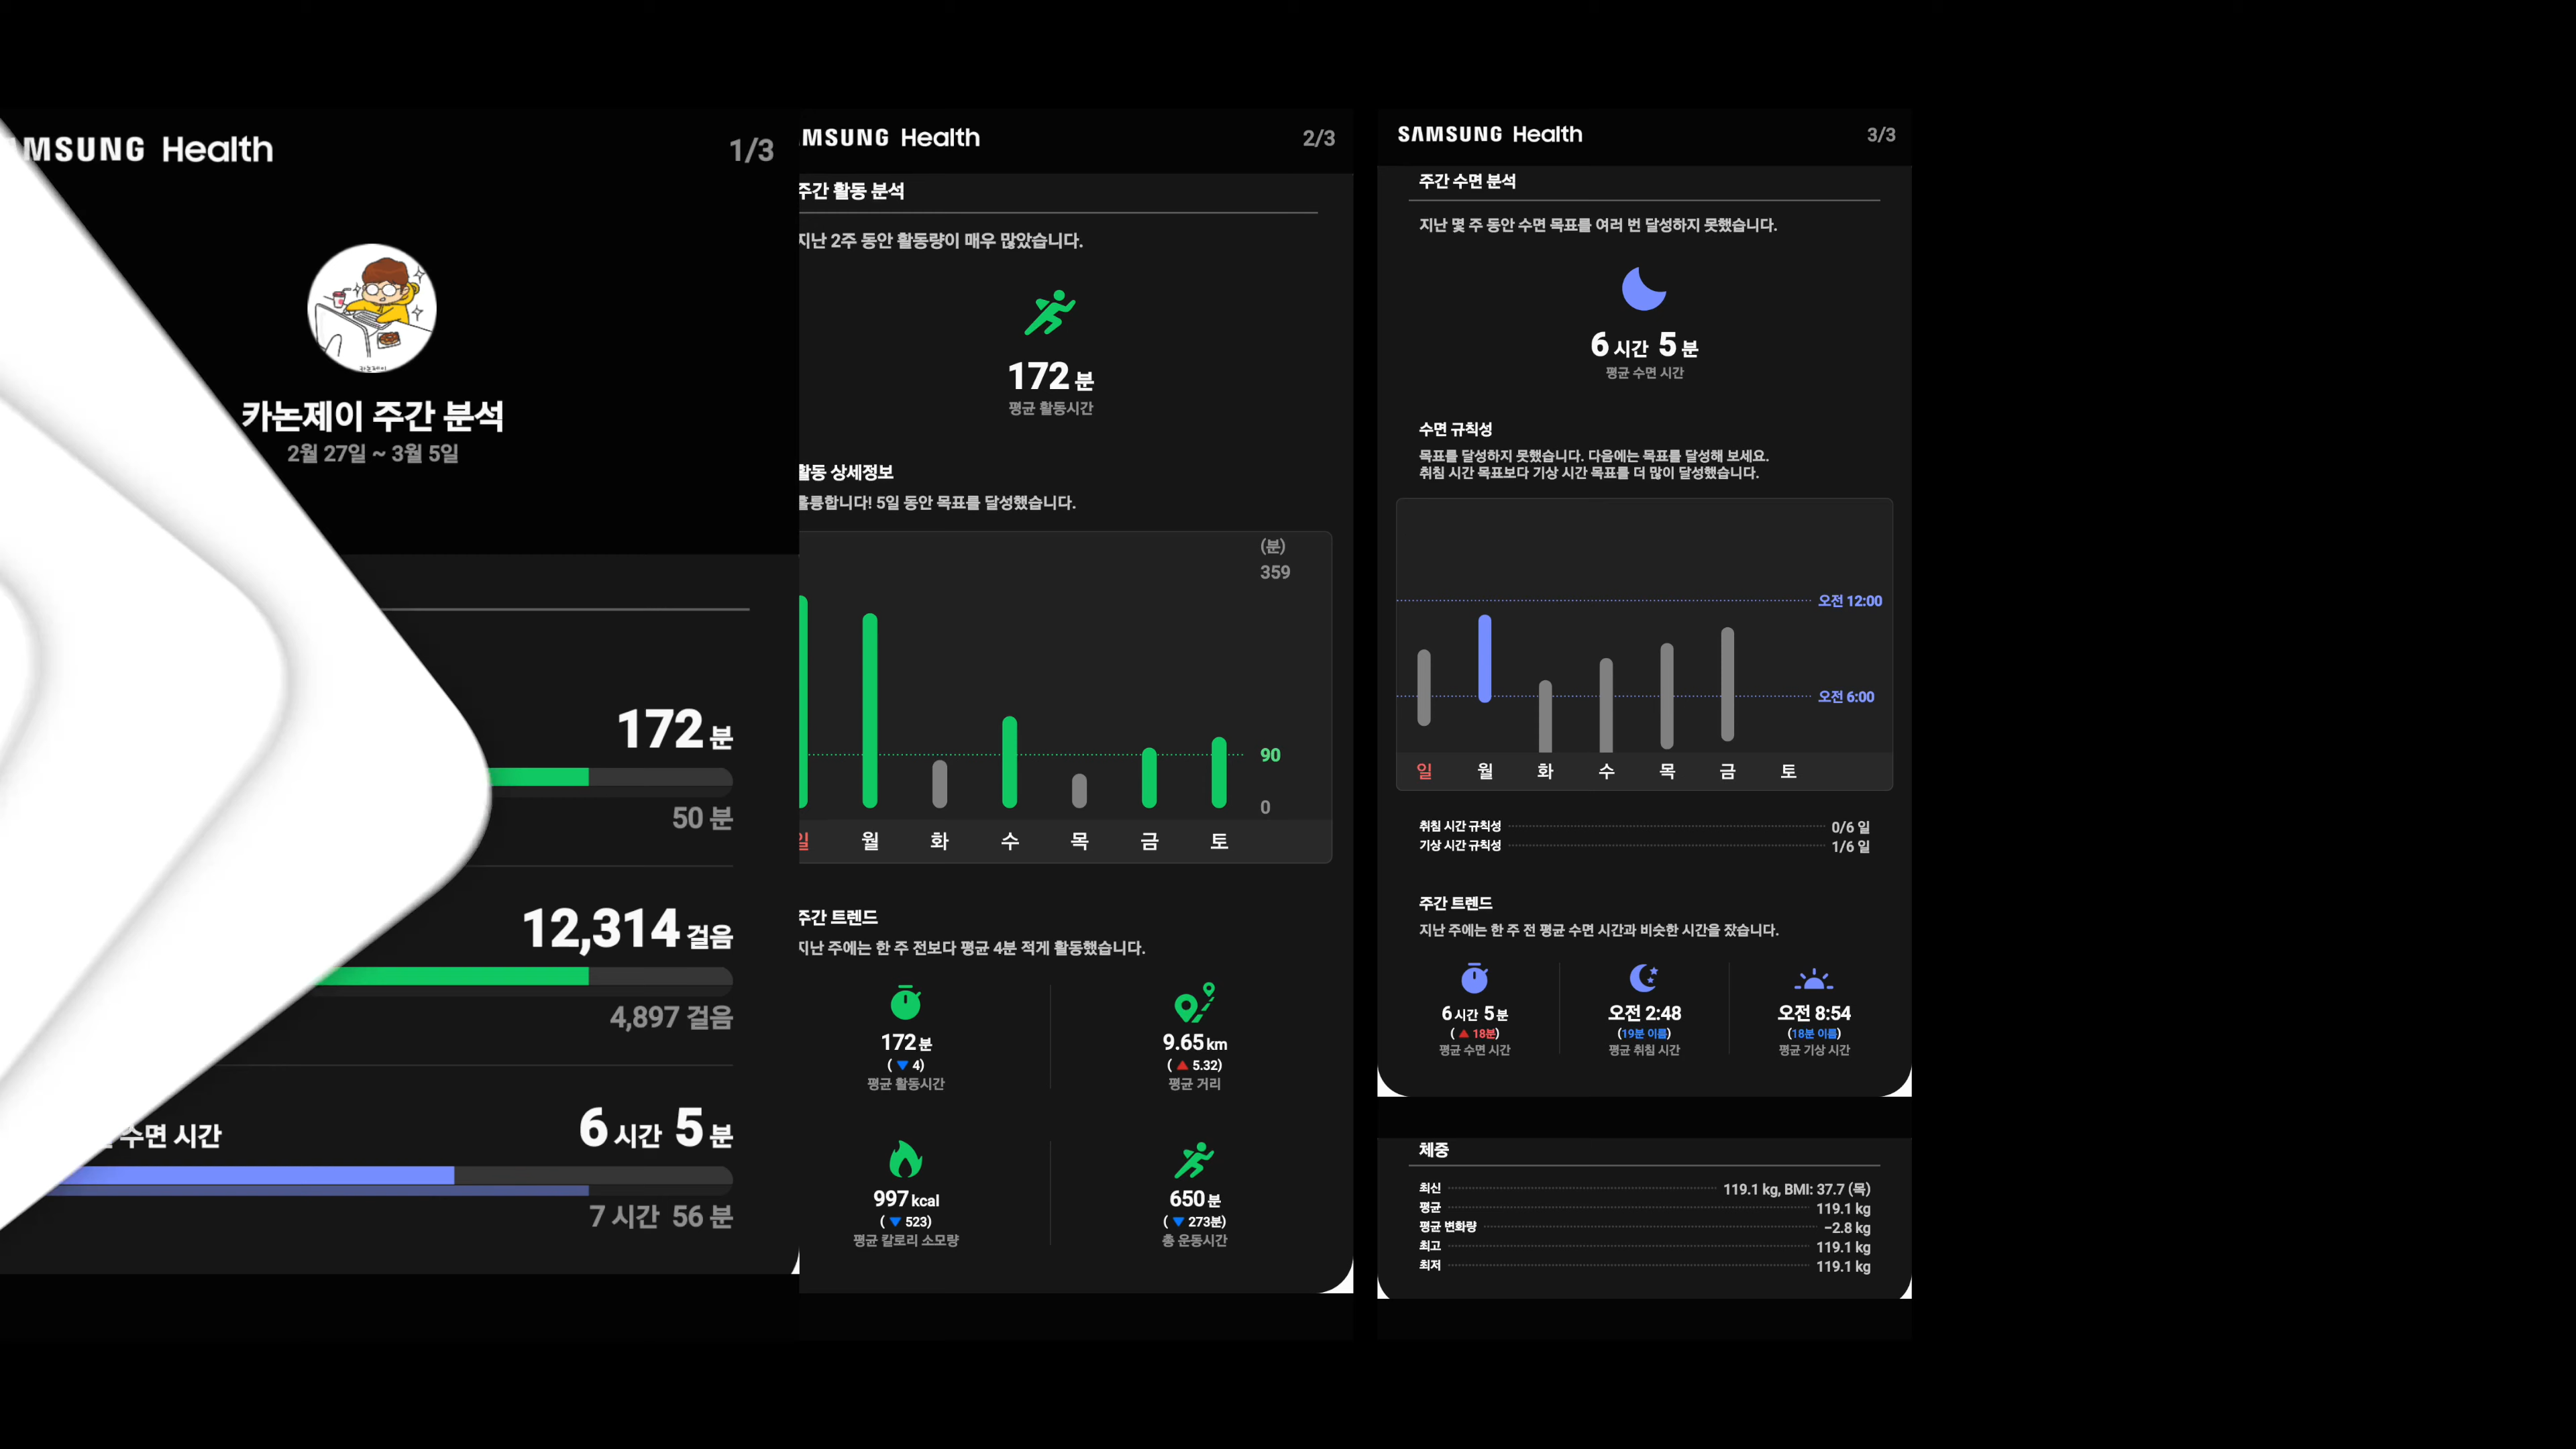 MSUNG Health
1/3
카논제이 주간 분석
2월 27일 ~ 3월 5일
172 분
50 분
12,314 걸음
4,897 걸음
수면 시간
6 시간 5 분
7 시간 56 분
MSUNG Health
2/3
주간 활동 분석
지난 2주 동안 활동량이 매우 많았습니다.
172 분
평균 활동시간
활동 상세정보
훌륭합니다! 5일 동안 목표를 달성했습니다.
(분)
359
90
0
일 월 화 수 목 금 토
주간 트렌드
지난 주에는 한 주 전보다 평균 4분 적게 활동했습니다.
172 분
(▼ 4)
평균 활동시간
9.65 km
(▲ 5.32)
평균 거리
997 kcal
(▼ 523)
평균 칼로리 소모량
650 분
(▼ 273분)
총 운동시간
SAMSUNG Health
3/3
주간 수면 분석
지난 몇 주 동안 수면 목표를 여러 번 달성하지 못했습니다.
6 시간 5 분
평균 수면 시간
수면 규칙성
목표를 달성하지 못했습니다. 다음에는 목표를 달성해 보세요.
취침 시간 목표보다 기상 시간 목표를 더 많이 달성했습니다.
오전 12:00
오전 6:00
일 월 화 수 목 금 토
취침 시간 규칙성 0/6 일
기상 시간 규칙성 1/6 일
주간 트렌드
지난 주에는 한 주 전 평균 수면 시간과 비슷한 시간을 잤습니다.
6 시간 5 분
(▲ 18분)
평균 수면 시간
오전 2:48
(19분 이름)
평균 취침 시간
오전 8:54
(18분 이름)
평균 기상 시간
체중
최신 119.1 kg, BMI: 37.7 (목)
평균 119.1 kg
평균 변화량 -2.8 kg
최고 119.1 kg
최저 119.1 kg